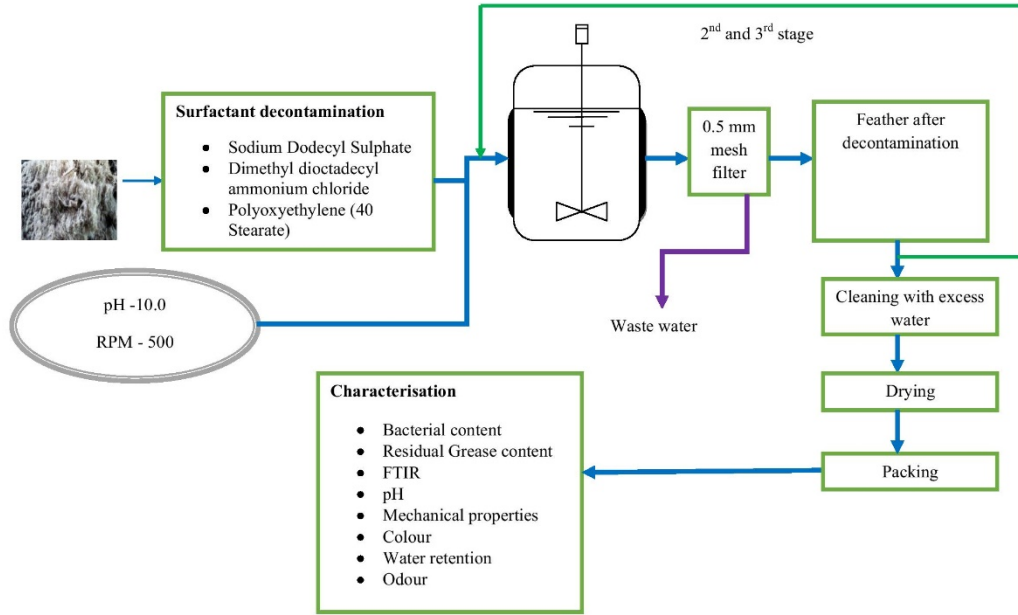 2nd and 3rd stage
Surfactant decontamination
• Sodium Dodecyl Sulphate
• Dimethyl dioctadecyl
ammonium chloride
• Polyoxyethylene (40
Stearate)
0.5 mm
mesh
filter
Feather after
decontamination
pH -10.0
RPM - 500
Waste water
Cleaning with excess
water
Drying
Packing
Characterisation
• Bacterial content
• Residual Grease content
• FTIR
• pH
• Mechanical properties
• Colour
• Water retention
• Odour